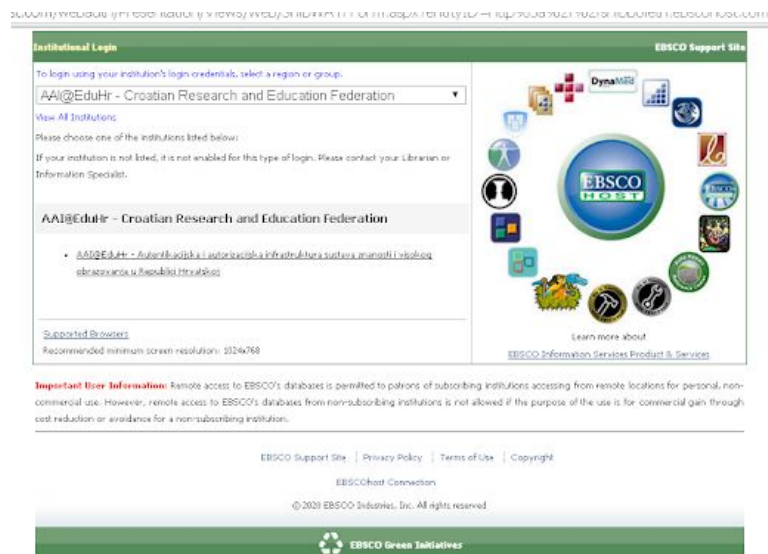 Institutional Login
EBSCO Support Site
To login using your institution's login credentials, select a region or group.
AAI@EduHr - Croatian Research and Education Federation
View All Institutions
Please choose one of the institutions listed below:
If your institution is not listed, it is not enabled for this type of login. Please contact your Librarian or
Information Specialist.
AAI@EduHr - Croatian Research and Education Federation
AAI@EduHr - Autentikacijska i autorizacijska infrastruktura sustava znanosti i visokog
obrazovanja u Republici Hrvatskoj
Supported Browsers
Recommended minimum screen resolution: 1024x768
DynaMed
EBSCO
HOST
Learn more about
EBSCO Information Services Product & Services
Important User Information: Remote access to EBSCO's databases is permitted to patrons of subscribing institutions accessing from remote locations for personal, non-
commercial use. However, remote access to EBSCO's databases from non-subscribing institutions is not allowed if the purpose of the use is for commercial gain through
cost reduction or avoidance for a non-subscribing institution.
EBSCO Support Site | Privacy Policy | Terms of Use | Copyright
EBSCOhost Connection
© 2020 EBSCO Industries, Inc. All rights reserved
EBSCO Green Initiatives